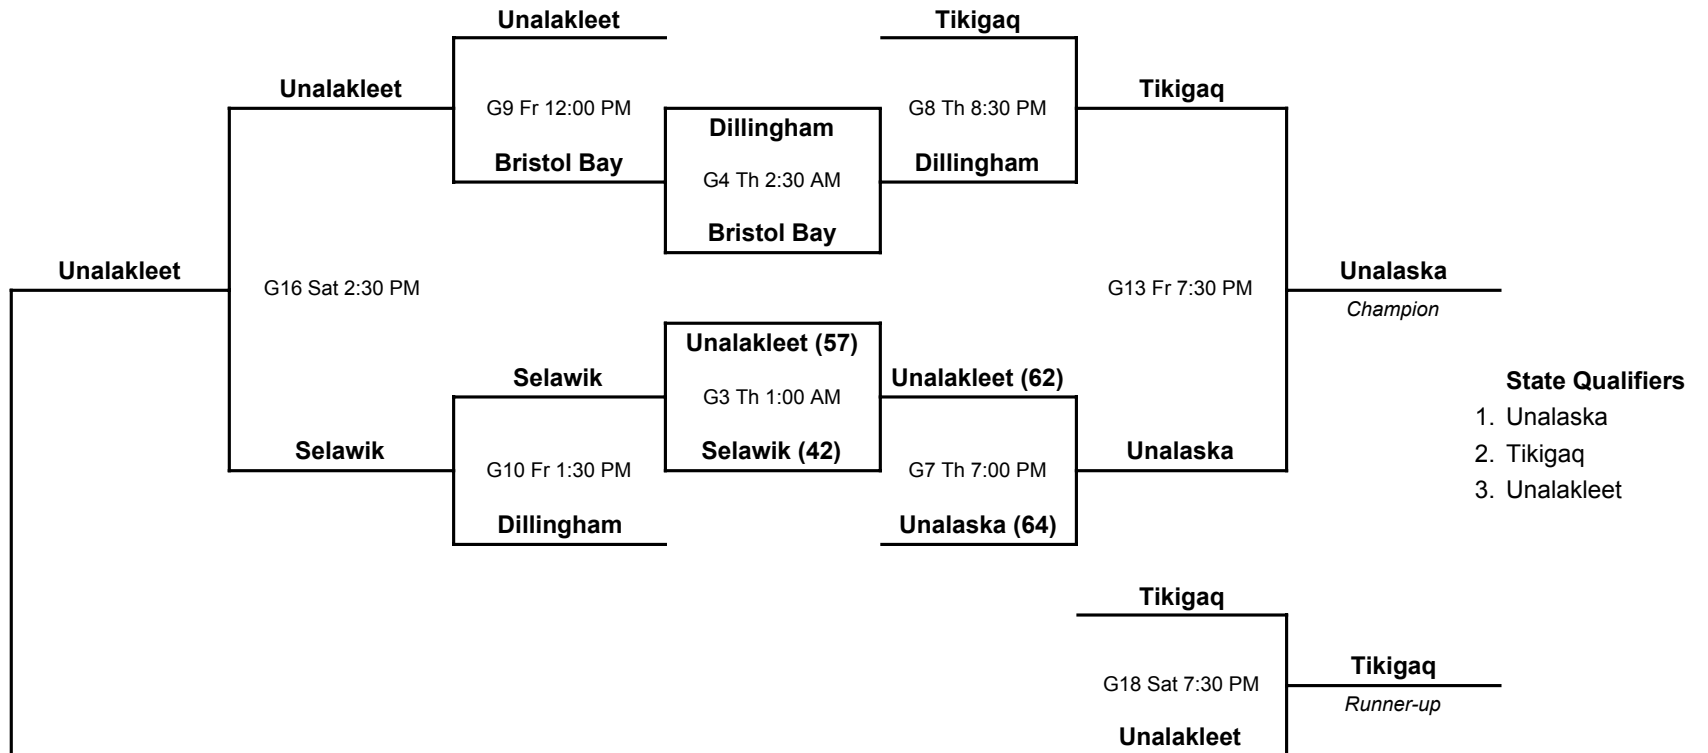 Unalakleet
Tikigaq
Unalakleet
Tikigaq
G9 Fr 12:00 PM
G8 Th 8:30 PM
Dillingham
Bristol Bay
Dillingham
G4 Th 2:30 AM
Bristol Bay
Unalakleet
Unalaska
G16 Sat 2:30 PM
G13 Fr 7:30 PM
Champion
Unalakleet (57)
Selawik
Unalakleet (62)
State Qualifiers
G3 Th 1:00 AM
1. Unalaska
Selawik
Selawik (42)
Unalaska
2. Tikigaq
G10 Fr 1:30 PM
G7 Th 7:00 PM
3. Unalakleet
Dillingham
Unalaska (64)
Tikigaq
Tikigaq
G18 Sat 7:30 PM
Runner-up
Unalakleet